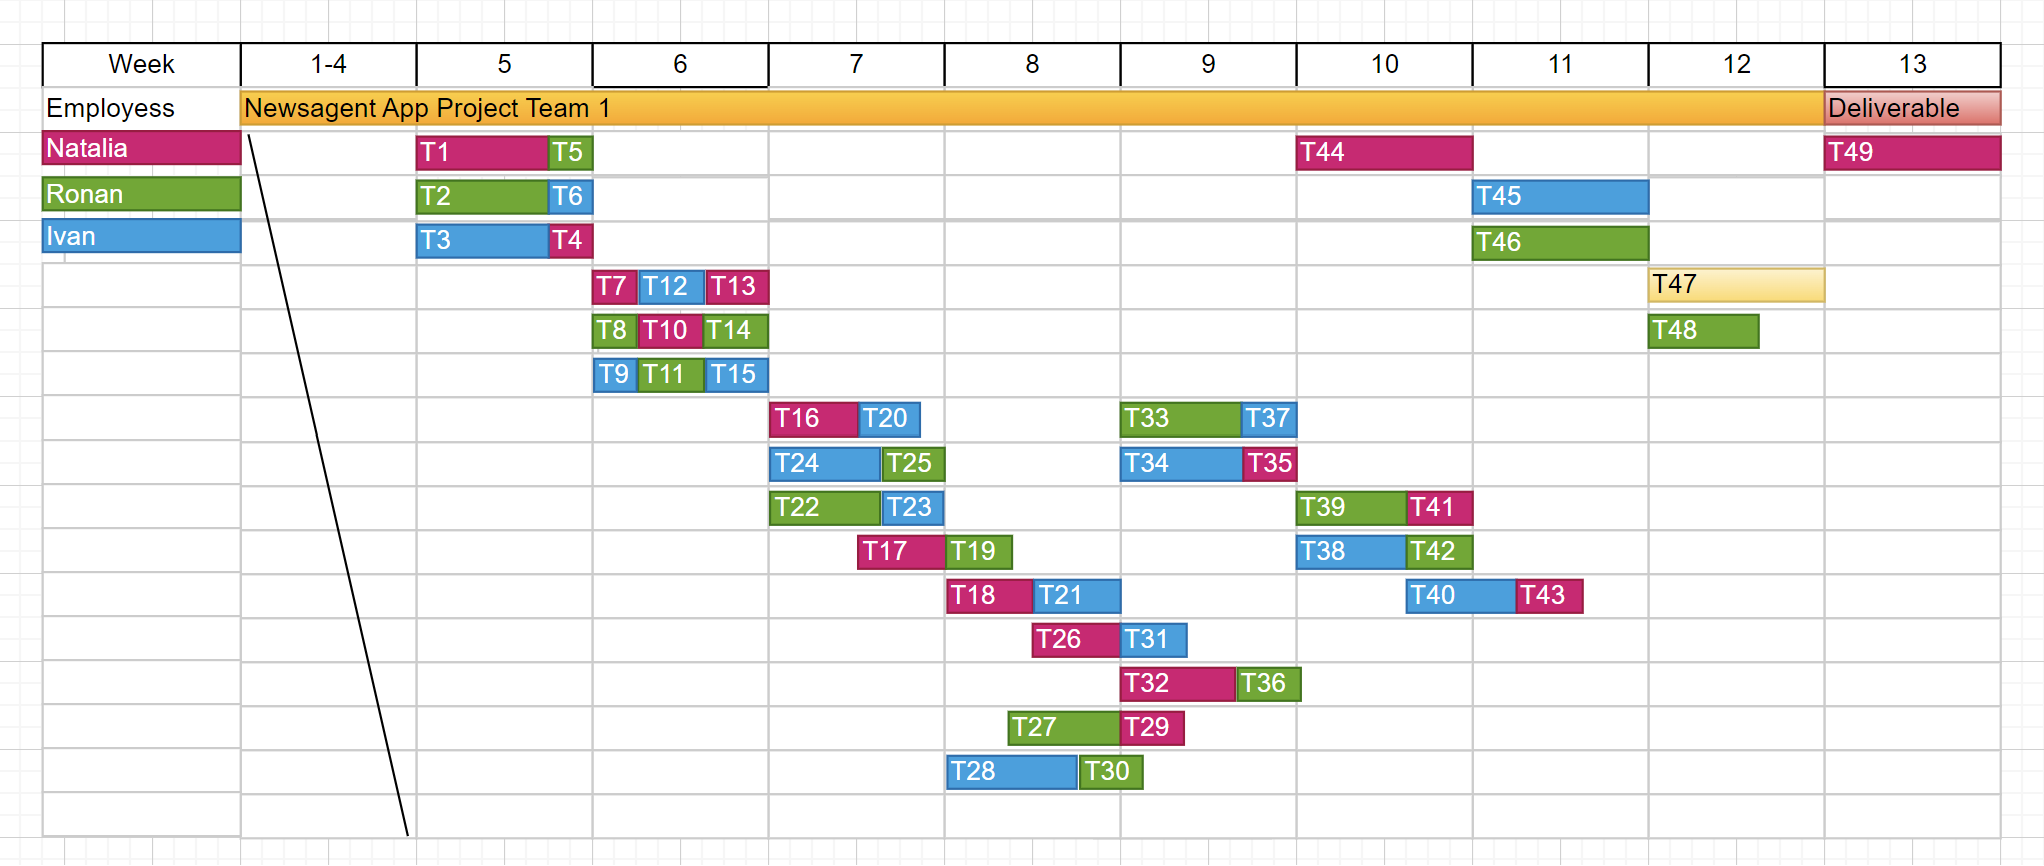 Week 1-4 5 6 7 8 9 10 11 12 13
Employess Newsagent App Project Team 1 Deliverable
Natalia T1 T5 T44 T49
Ronan T2 T6 T45
Ivan T3 T4 T46
T7 T12 T13 T47
T8 T10 T14 T48
T9 T11 T15
T16 T20 T33 T37
T24 T25 T34 T35
T22 T23 T39 T41
T17 T19 T38 T42
T18 T21 T40 T43
T26 T31
T32 T36
T27 T29
T28 T30